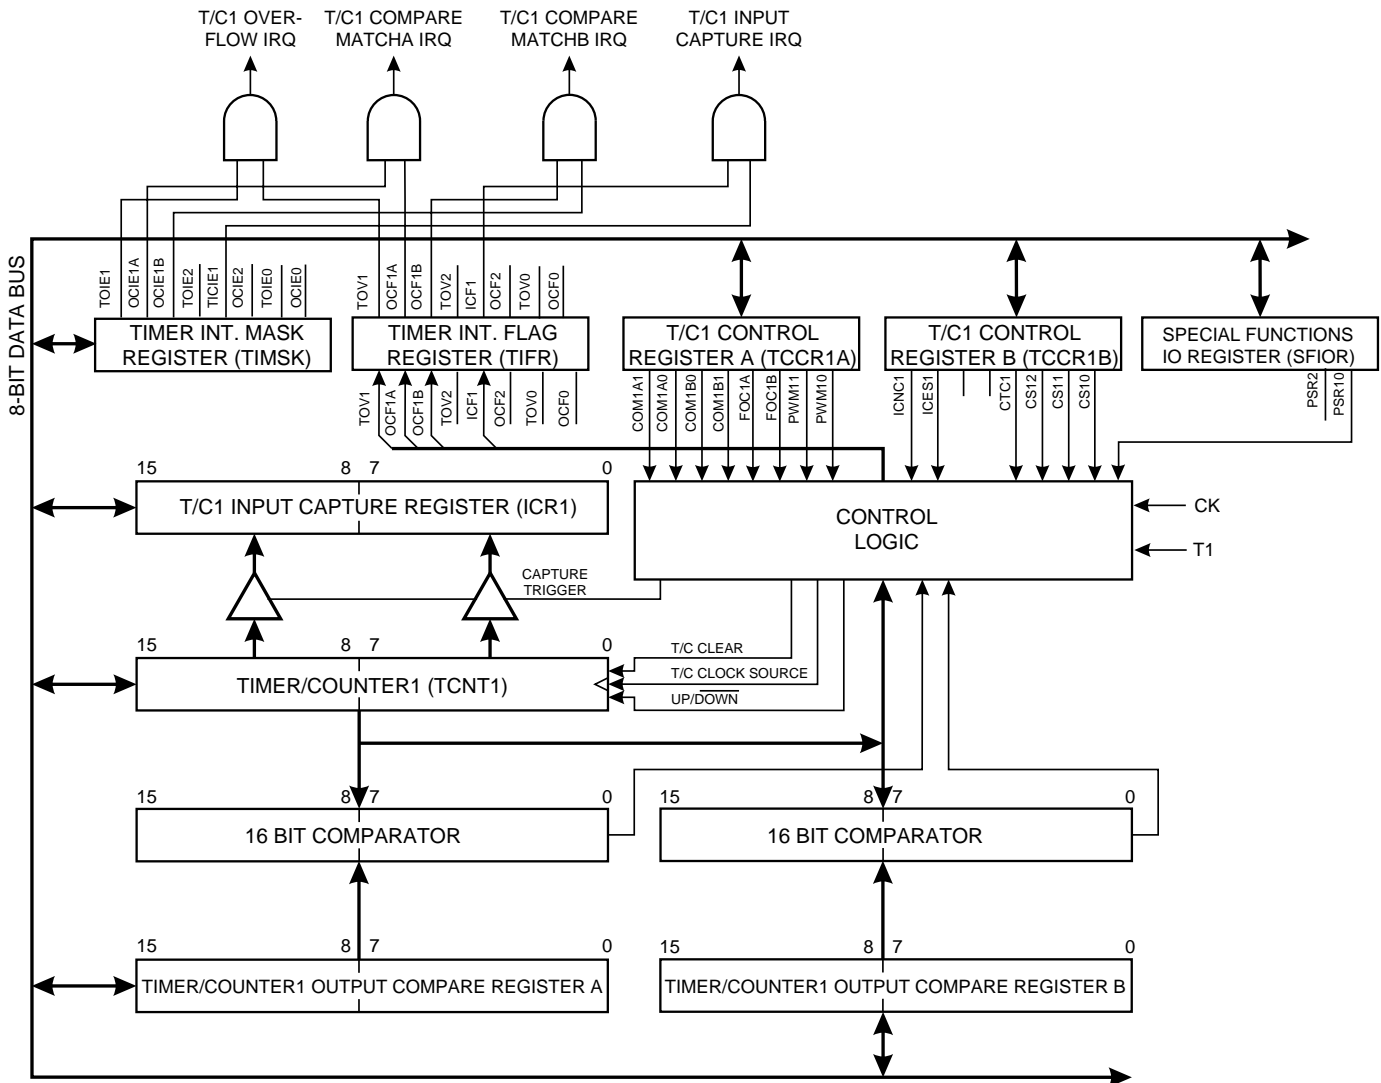 T/C1 OVER-
FLOW IRQ
T/C1 COMPARE
MATCHA IRQ
T/C1 COMPARE
MATCHB IRQ
T/C1 INPUT
CAPTURE IRQ
8-BIT DATA BUS
TOIE1
OCIE1A
OCIE1B
TOIE2
TICIE1
OCIE2
TOIE0
OCIE0
TOV1
OCF1A
OCF1B
TOV2
ICF1
OCF2
TOV0
OCF0
TIMER INT. MASK
REGISTER (TIMSK)
TIMER INT. FLAG
REGISTER (TIFR)
T/C1 CONTROL
REGISTER A (TCCR1A)
T/C1 CONTROL
REGISTER B (TCCR1B)
SPECIAL FUNCTIONS
IO REGISTER (SFIOR)
TOV1
OCF1A
OCF1B
TOV2
ICF1
OCF2
TOV0
OCF0
COM1A1
COM1A0
COM1B0
COM1B1
FOC1A
FOC1B
PWM11
PWM10
ICNC1
ICES1
CTC1
CS12
CS11
CS10
PSR2
PSR10
15 8 7 0
T/C1 INPUT CAPTURE REGISTER (ICR1)
CONTROL
LOGIC
CK
T1
CAPTURE
TRIGGER
15 8 7 0
TIMER/COUNTER1 (TCNT1)
T/C CLEAR
T/C CLOCK SOURCE
UP/DOWN
15 8 7 0
16 BIT COMPARATOR
15 8 7 0
16 BIT COMPARATOR
15 8 7 0
TIMER/COUNTER1 OUTPUT COMPARE REGISTER A
15 8 7 0
TIMER/COUNTER1 OUTPUT COMPARE REGISTER B